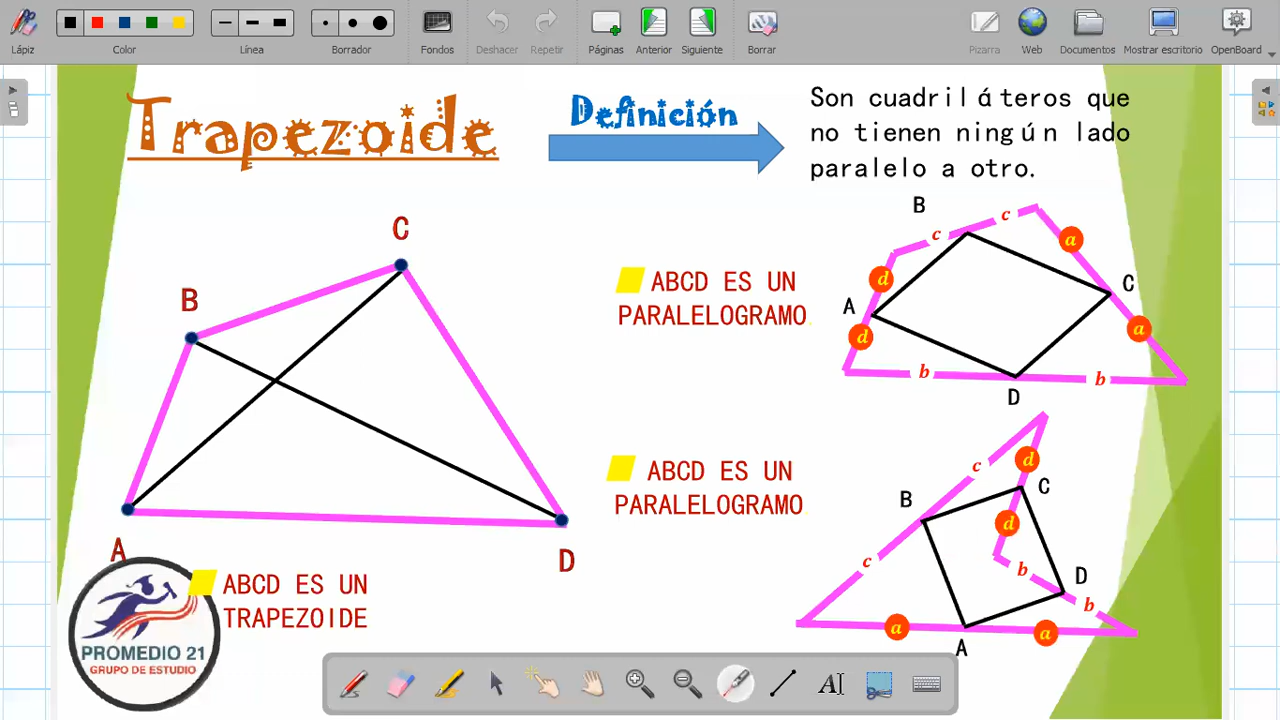 Lápiz
Color
Línea
Borrador
Fondos
Deshacer
Repetir
Páginas
Anterior
Siguiente
Borrar
Pizarra
Web
Documentos
Mostrar escritorio
OpenBoard
Trapezoide
Definición
Son cuadriláteros que
no tienen ningún lado
paralelo a otro.
C
B
A
D
ABCD ES UN
TRAPEZOIDE
PROMEDIO 21
GRUPO DE ESTUDIO
ABCD ES UN
PARALELOGRAMO
B
c
c
a
d
C
A
d
a
b
b
D
ABCD ES UN
PARALELOGRAMO
c
d
C
B
d
c
b
D
b
a
a
A
AI